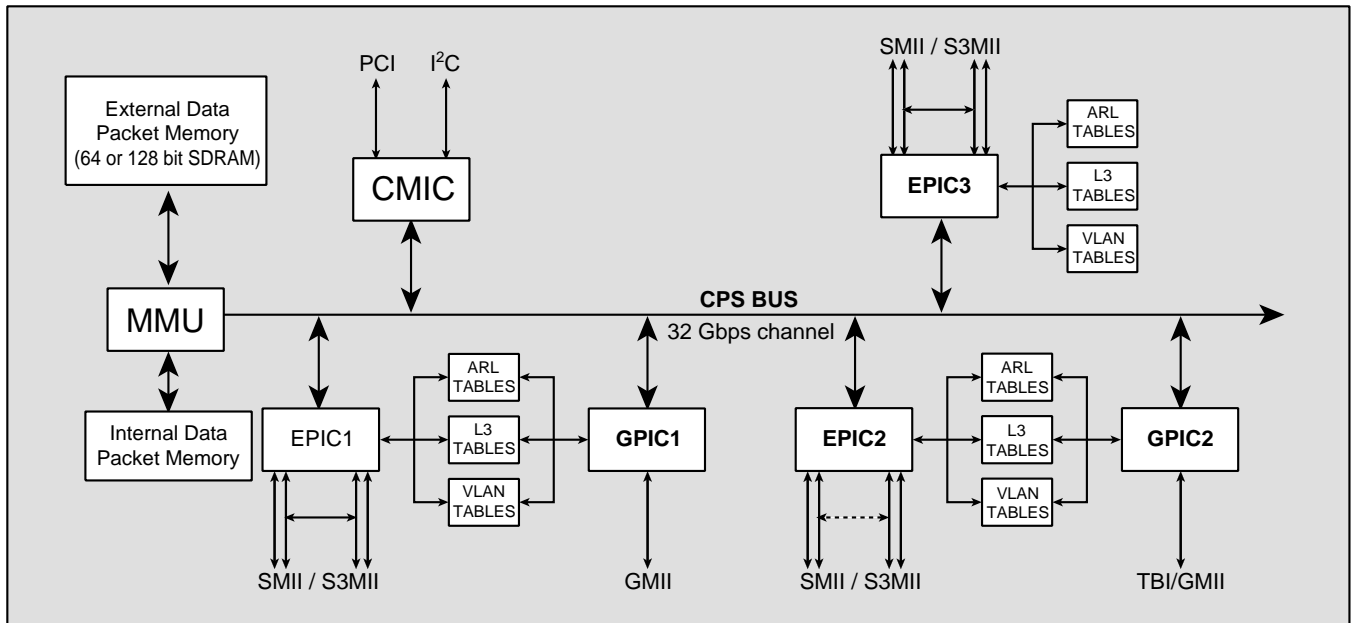 SMII / S3MII
PCI
I²C
External Data
Packet Memory
(64 or 128 bit SDRAM)
CMIC
EPIC3
ARL
TABLES
L3
TABLES
VLAN
TABLES
MMU
CPS BUS
32 Gbps channel
Internal Data
Packet Memory
EPIC1
ARL
TABLES
L3
TABLES
VLAN
TABLES
GPIC1
EPIC2
ARL
TABLES
L3
TABLES
VLAN
TABLES
GPIC2
SMII / S3MII
GMII
SMII / S3MII
TBI/GMII